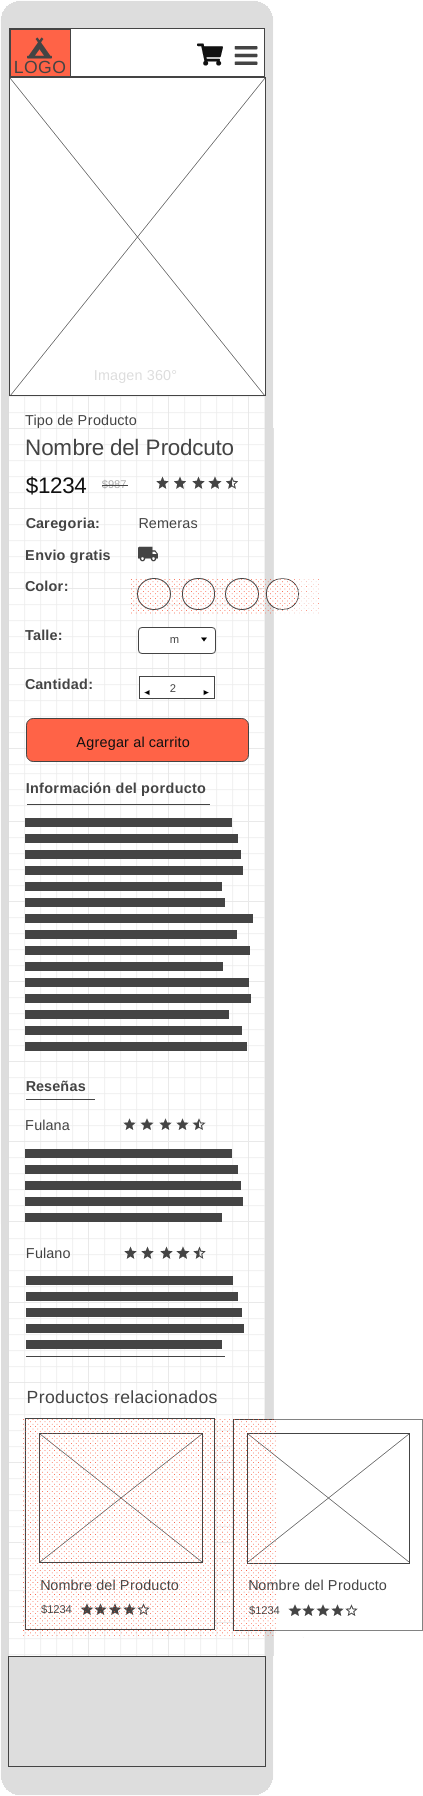 LOGO
Imagen 360°
Tipo de Producto
Nombre del Prodcuto
$1234 $987
Caregoria: Remeras
Envio gratis
Color:
Talle: m
Cantidad: 2
Agregar al carrito
Información del porducto
Reseñas
Fulana
Fulano
Productos relacionados
Nombre del Producto Nombre del Producto
$1234 $1234